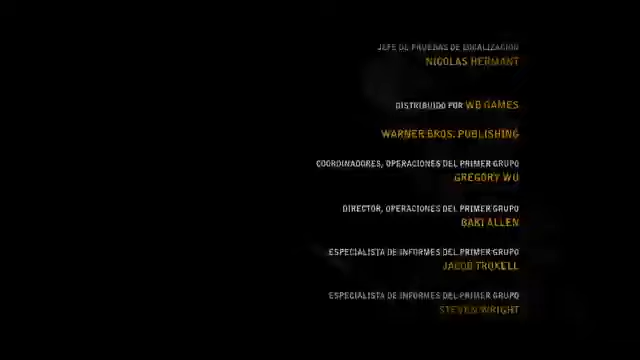 JEFE DE PRUEBAS DE LOCALIZACIÓN
NICOLAS HERMANT
DISTRIBUIDO POR WB GAMES
WARNER BROS. PUBLISHING
COORDINADORES, OPERACIONES DEL PRIMER GRUPO
GREGORY WU
DIRECTOR, OPERACIONES DEL PRIMER GRUPO
BAKI ALLEN
ESPECIALISTA DE INFORMES DEL PRIMER GRUPO
JACOB TROXELL
ESPECIALISTA DE INFORMES DEL PRIMER GRUPO
STEVEN WRIGHT